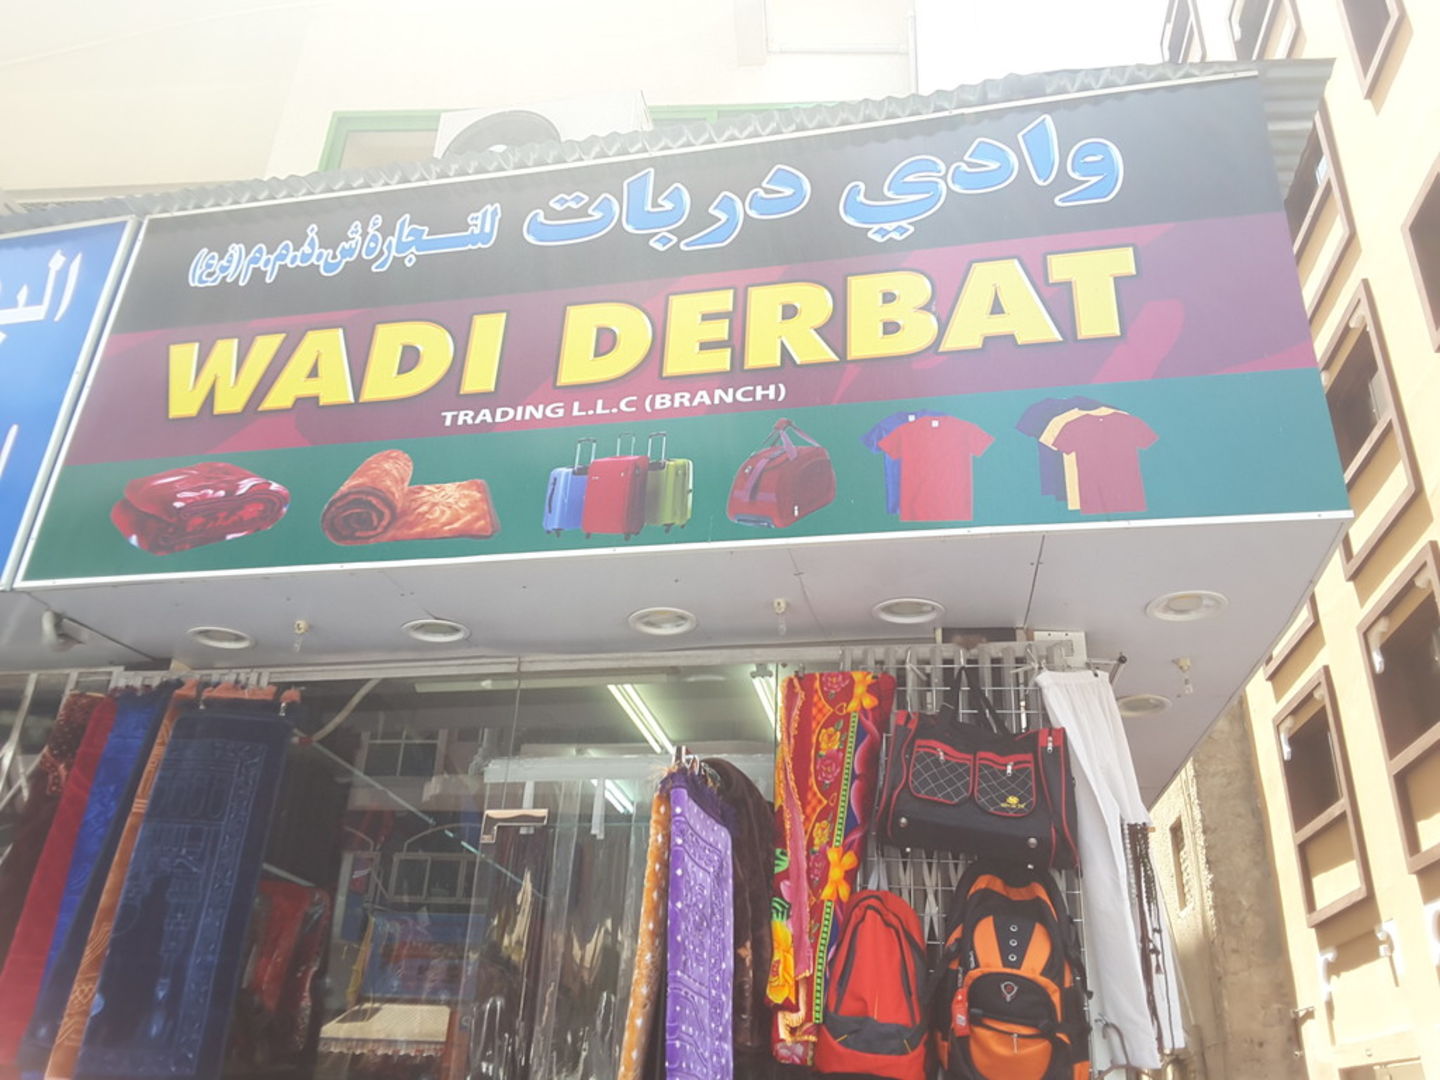 وادي دربات للتجارة ش.ذ.م.م (فرع)
WADI DERBAT
TRADING L.L.C (BRANCH)